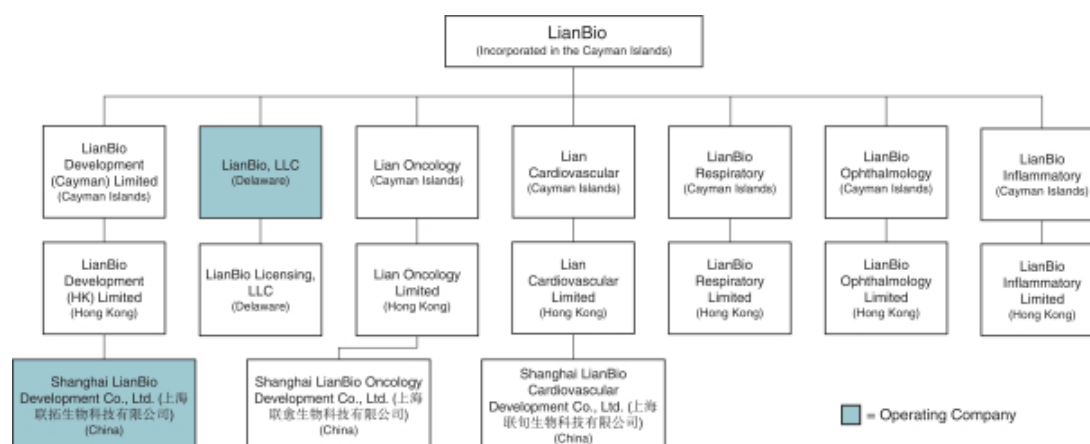 LianBio
(Incorporated in the Cayman Islands)
LianBio
Development
(Cayman) Limited
(Cayman Islands)
LianBio, LLC
(Delaware)
Lian Oncology
(Cayman Islands)
Lian
Cardiovascular
(Cayman Islands)
LianBio
Respiratory
(Cayman Islands)
LianBio
Ophthalmology
(Cayman Islands)
LianBio
Inflammatory
(Cayman Islands)
LianBio
Development
(HK) Limited
(Hong Kong)
LianBio Licensing,
LLC
(Delaware)
Lian Oncology
Limited
(Hong Kong)
Lian
Cardiovascular
Limited
(Hong Kong)
LianBio
Respiratory
Limited
(Hong Kong)
LianBio
Ophthalmology
Limited
(Hong Kong)
LianBio
Inflammatory
Limited
(Hong Kong)
Shanghai LianBio
Development Co., Ltd. (上海
联拓生物科技有限公司)
(China)
Shanghai LianBio Oncology
Development Co., Ltd. (上海
联愈生物科技有限公司)
(China)
Shanghai LianBio
Cardiovascular
Development Co., Ltd. (上海
联旬生物科技有限公司)
(China)
= Operating Company